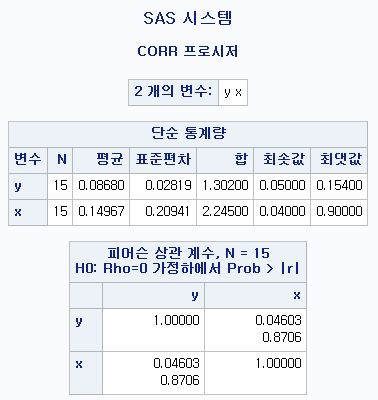 SAS 시스템
CORR 프로시저
2 개의 변수: y x
단순 통계량
변수 N 평균 표준편차 합 최솟값 최댓값
y 15 0.08680 0.02819 1.30200 0.05000 0.15400
x 15 0.14967 0.20941 2.24500 0.04000 0.90000
피어슨 상관 계수, N = 15
H0: Rho=0 가정하에서 Prob > |r|
y x
y 1.00000 0.04603
0.8706
x 0.04603 1.00000
0.8706